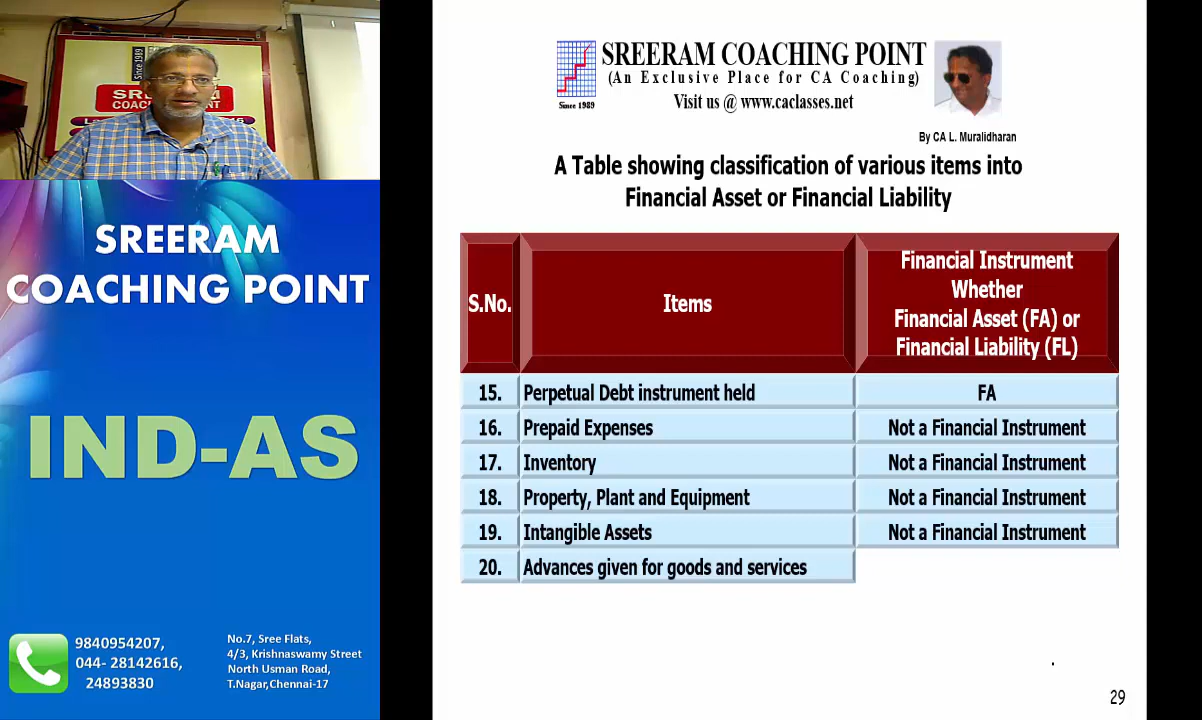 Since 1989
SREERAM COACHING POINT
(An Exclusive Place for CA Coaching)
Visit us @ www.caclasses.net
Since 1989
By CA L. Muralidharan
A Table showing classification of various items into
Financial Asset or Financial Liability
SREERAM
COACHING POINT
IND-AS
S.No. Items Financial Instrument
Whether
Financial Asset (FA) or
Financial Liability (FL)
15. Perpetual Debt instrument held FA
16. Prepaid Expenses Not a Financial Instrument
17. Inventory Not a Financial Instrument
18. Property, Plant and Equipment Not a Financial Instrument
19. Intangible Assets Not a Financial Instrument
20. Advances given for goods and services
9840954207,
044- 28142616,
24893830
No.7, Sree Flats,
4/3, Krishnaswamy Street
North Usman Road,
T.Nagar,Chennai-17
29